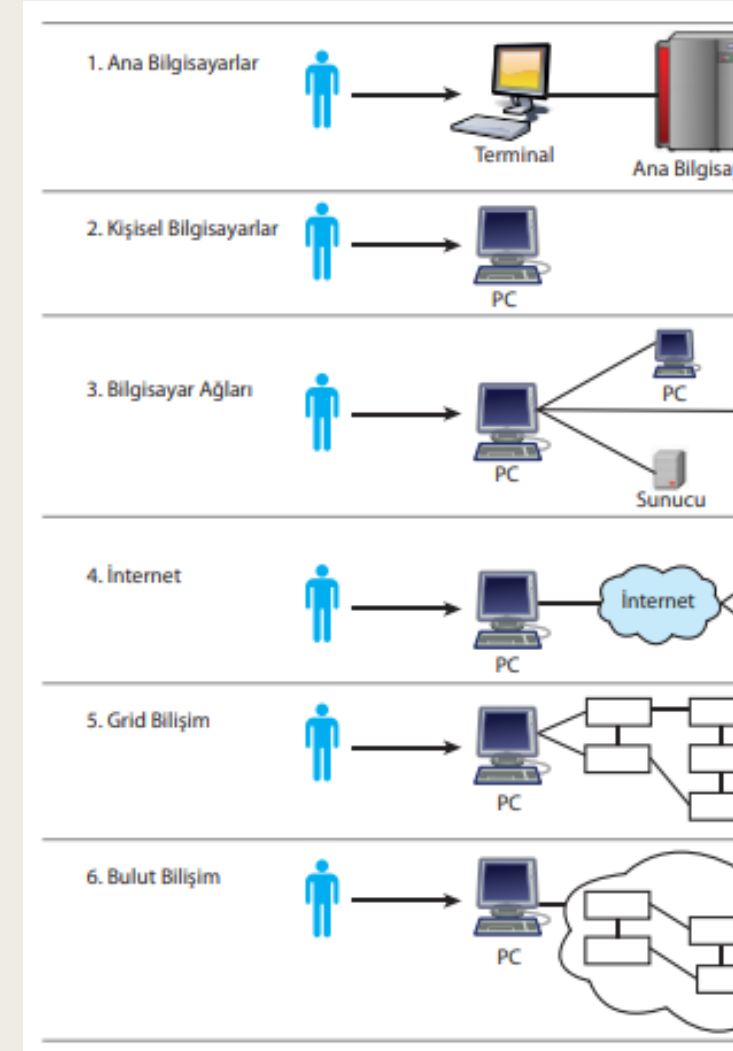 1. Ana Bilgisayarlar
Terminal
Ana
2. Kişisel Bilgisayarlar
PC
3. Bilgisayar Ağları
PC
PC
Sunucu
4. İnternet
İnternet
PC
5. Grid Bilişim
PC
6. Bulut Bilişim
PC